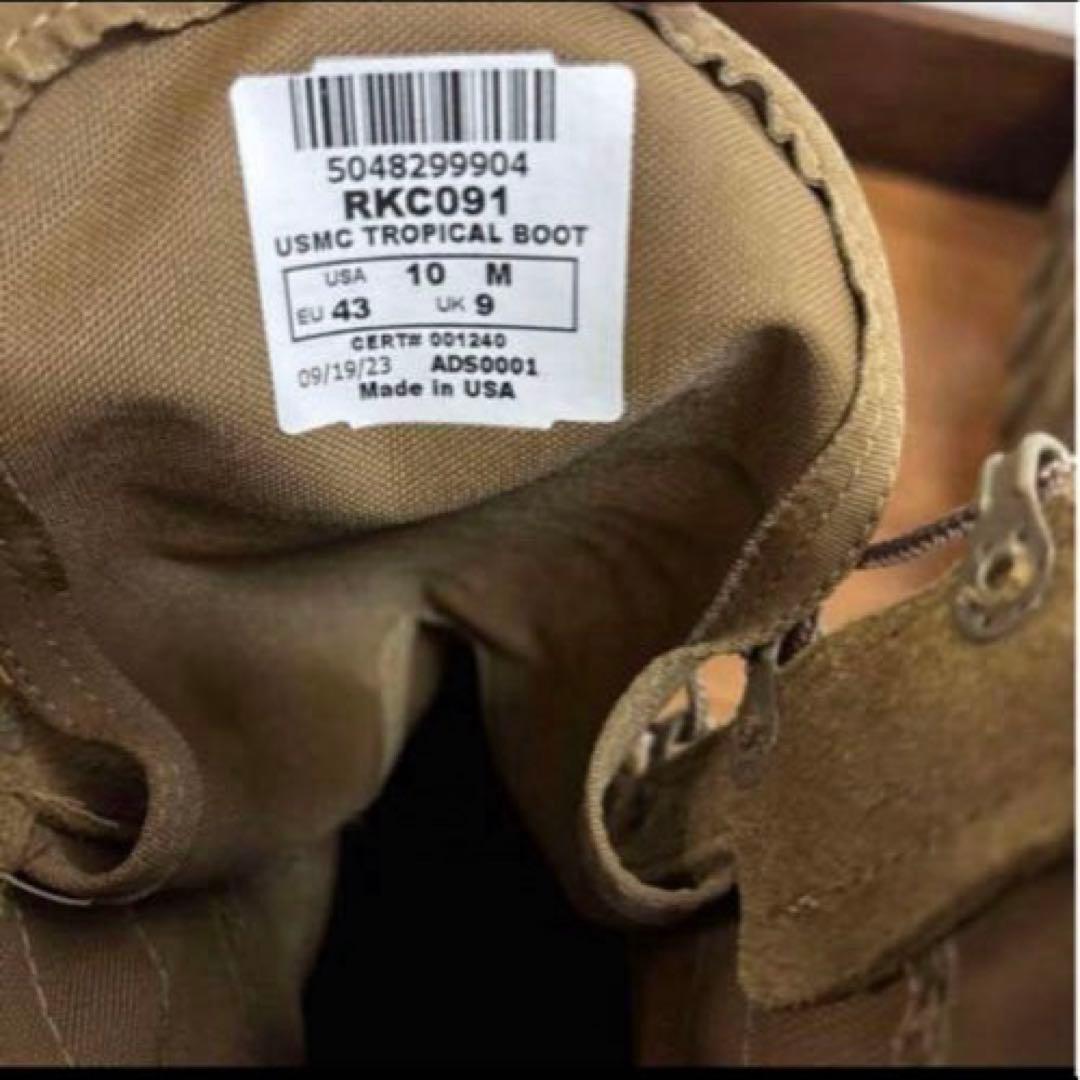 5048299904
RKC091
USMC TROPICAL BOOT
USA 10 M
EU 43 UK 9
CERT# 001240
09/19/23 ADS0001
Made in USA